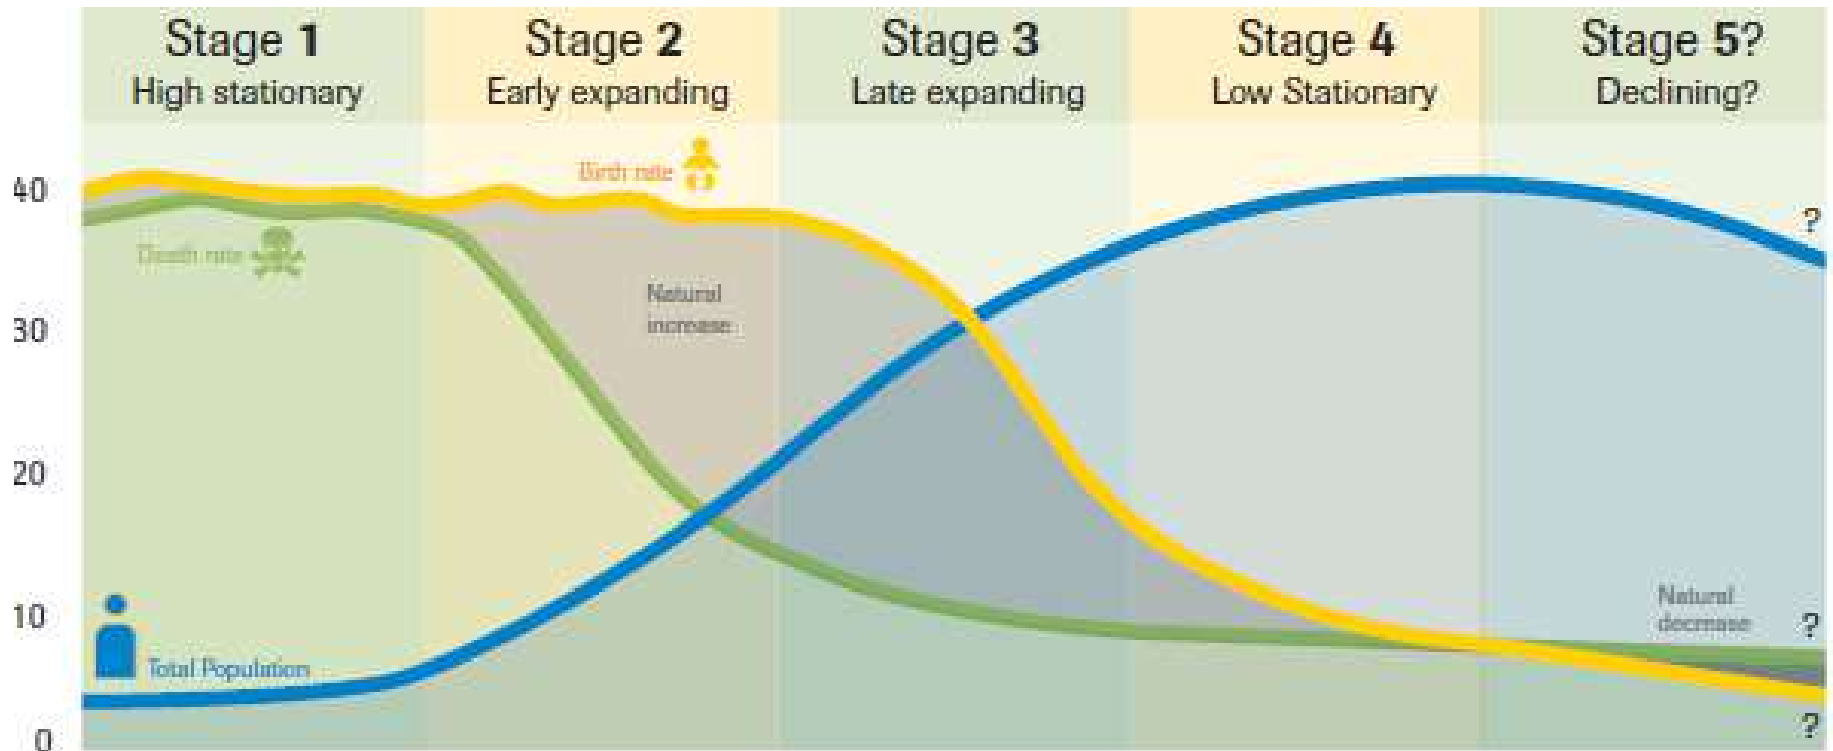 Stage 1
High stationary
Stage 2
Early expanding
Stage 3
Late expanding
Stage 4
Low Stationary
Stage 5?
Declining?
Birth rate
40
?
Death rate
Natural
increase
30
20
10
Natural
decrease
?
Total Population
?
0